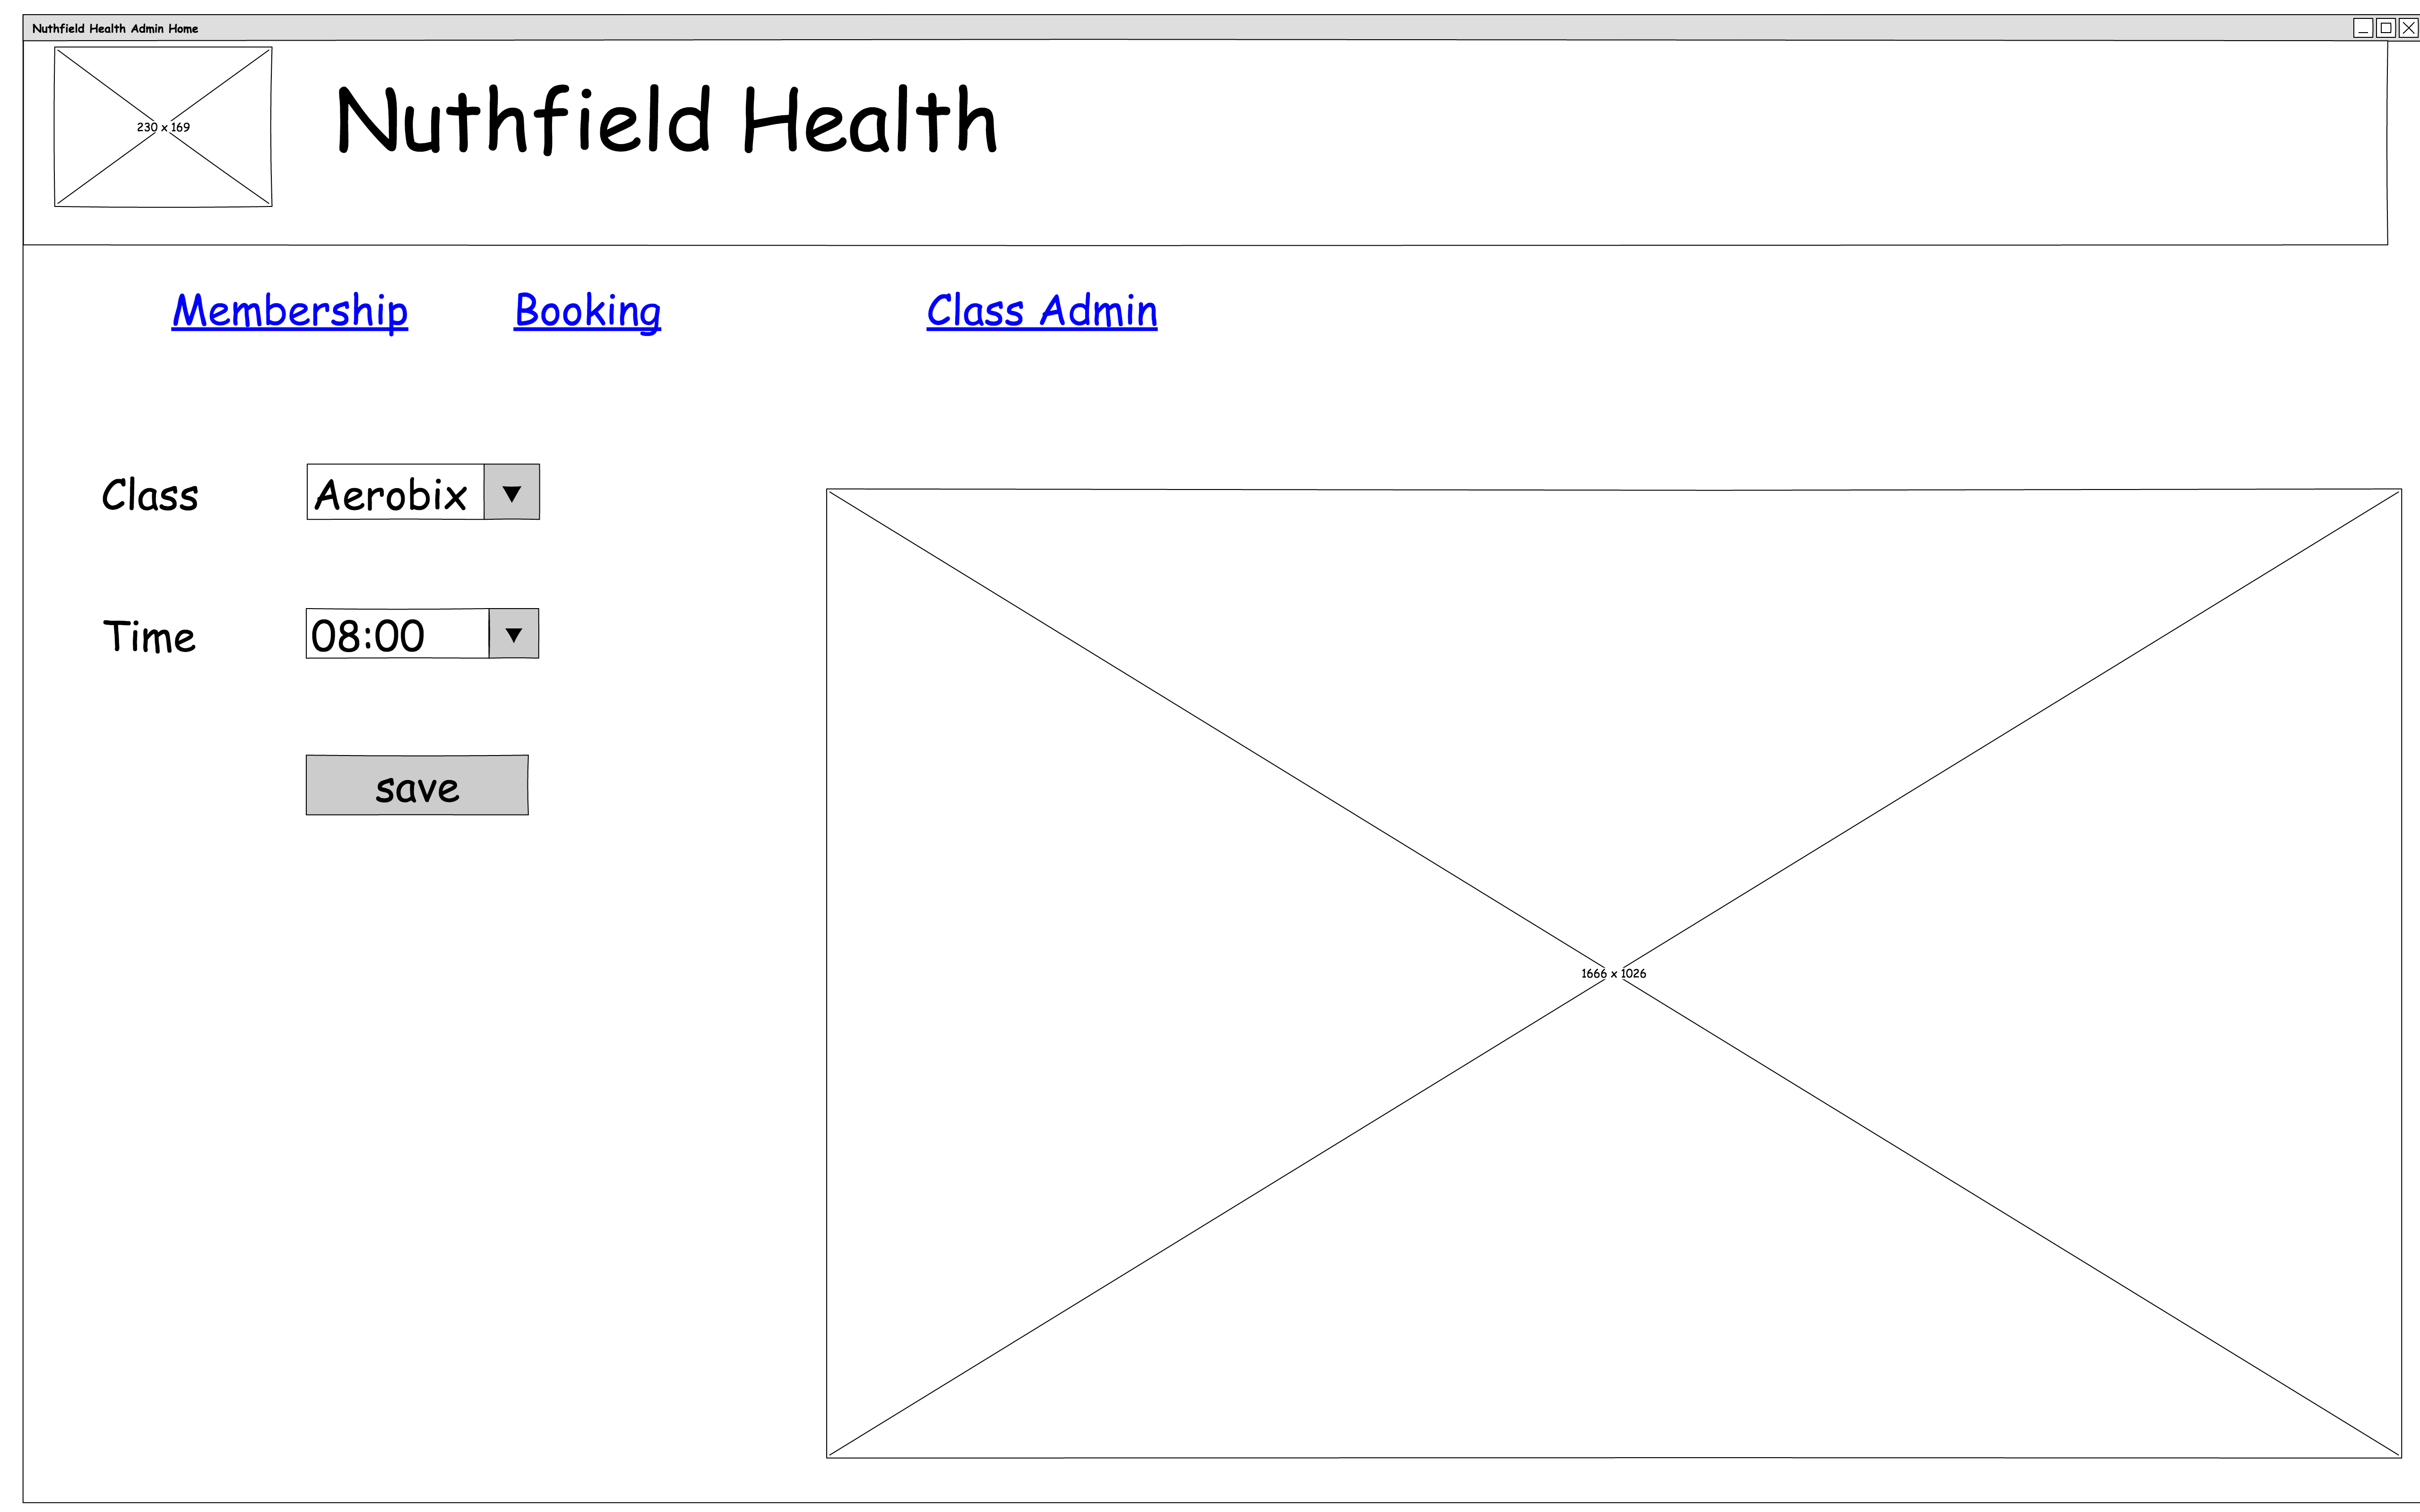 Nuthfield Health Admin Home
230 x 169
Nuthfield Health
Membership Booking Class Admin
Class Aerobix
Time 08:00
save
1666 x 1026